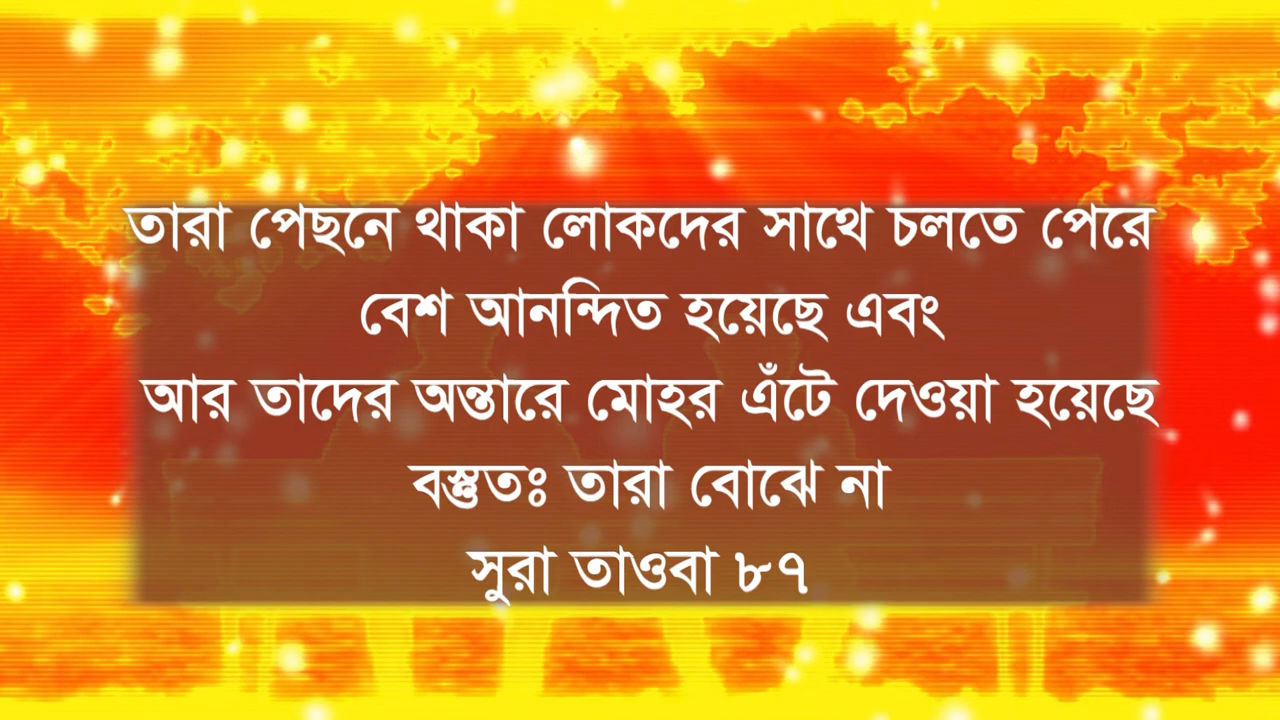 তারা পেছনে থাকা লোকদের সাথে চলতে পেরে
বেশ আনন্দিত হয়েছে এবং
আর তাদের অন্তারে মোহর এঁটে দেওয়া হয়েছে
বস্তুতঃ তারা বোঝে না
সুরা তাওবা ৮৭